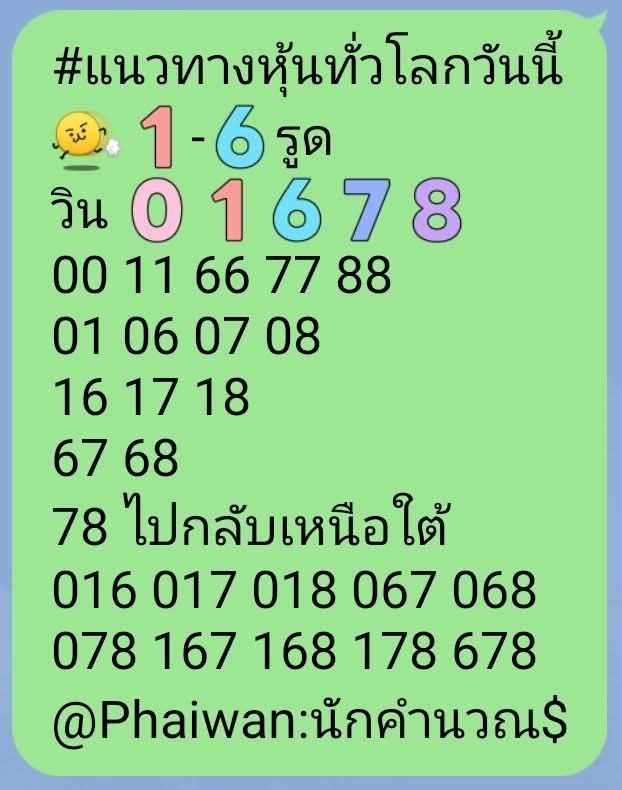 #แนวทางหุ้นทั่วโลกวันนี้
1 - 6 รูด
วิน 0 1 6 7 8
00 11 66 77 88
01 06 07 08
16 17 18
67 68
78 ไปกลับเหนือใต้
016 017 018 067 068
078 167 168 178 678
@Phaiwan:นักคำนวณ$